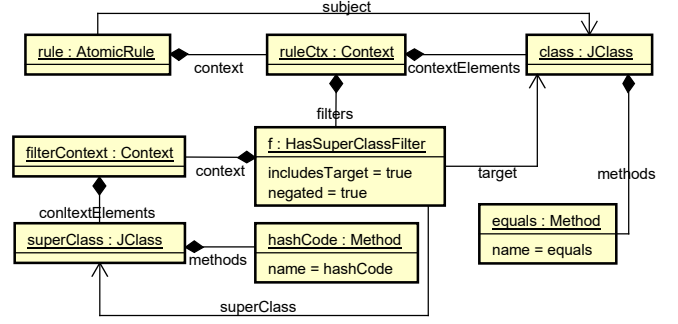 subject
rule : AtomicRule
context
ruleCtx : Context
contextElements
class : JClass
filters
filterContext : Context
context
f : HasSuperClassFilter
includesTarget = true
negated = true
target
methods
conltextElements
superClass : JClass
methods
hashCode : Method
name = hashCode
equals : Method
name = equals
superClass